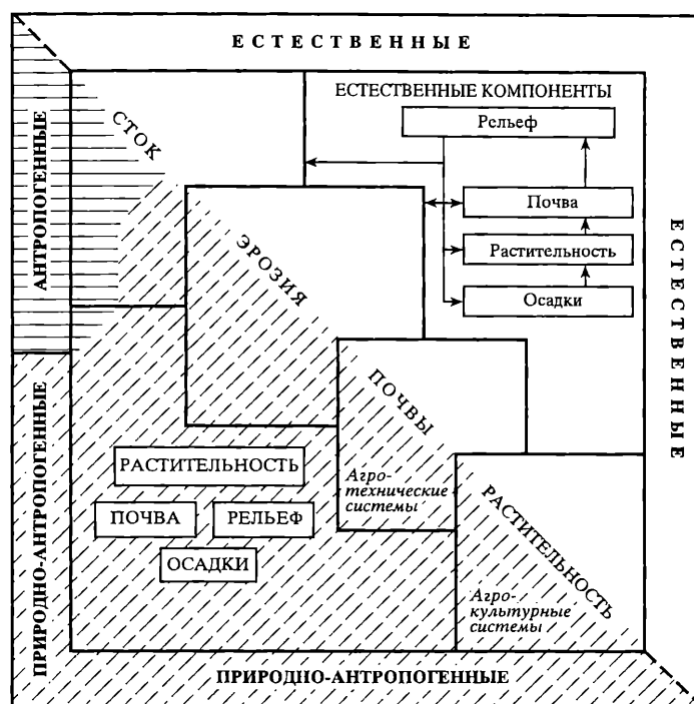 ЕСТЕСТВЕННЫЕ
ЕСТЕСТВЕННЫЕ КОМПОНЕНТЫ
Рельеф
СТОК
АНТРОПОГЕННЫЕ
Почва
ЭРОЗИЯ
Растительность
ЕСТЕСТВЕННЫЕ
Осадки
ПОЧВЫ
ПРИРОДНО-АНТРОПОГЕННЫЕ
РАСТИТЕЛЬНОСТЬ
Агро-
технические
системы
РАСТИТЕЛЬНОСТЬ
ПОЧВА
РЕЛЬЕФ
ОСАДКИ
Агро-
культурные
системы
ПРИРОДНО-АНТРОПОГЕННЫЕ